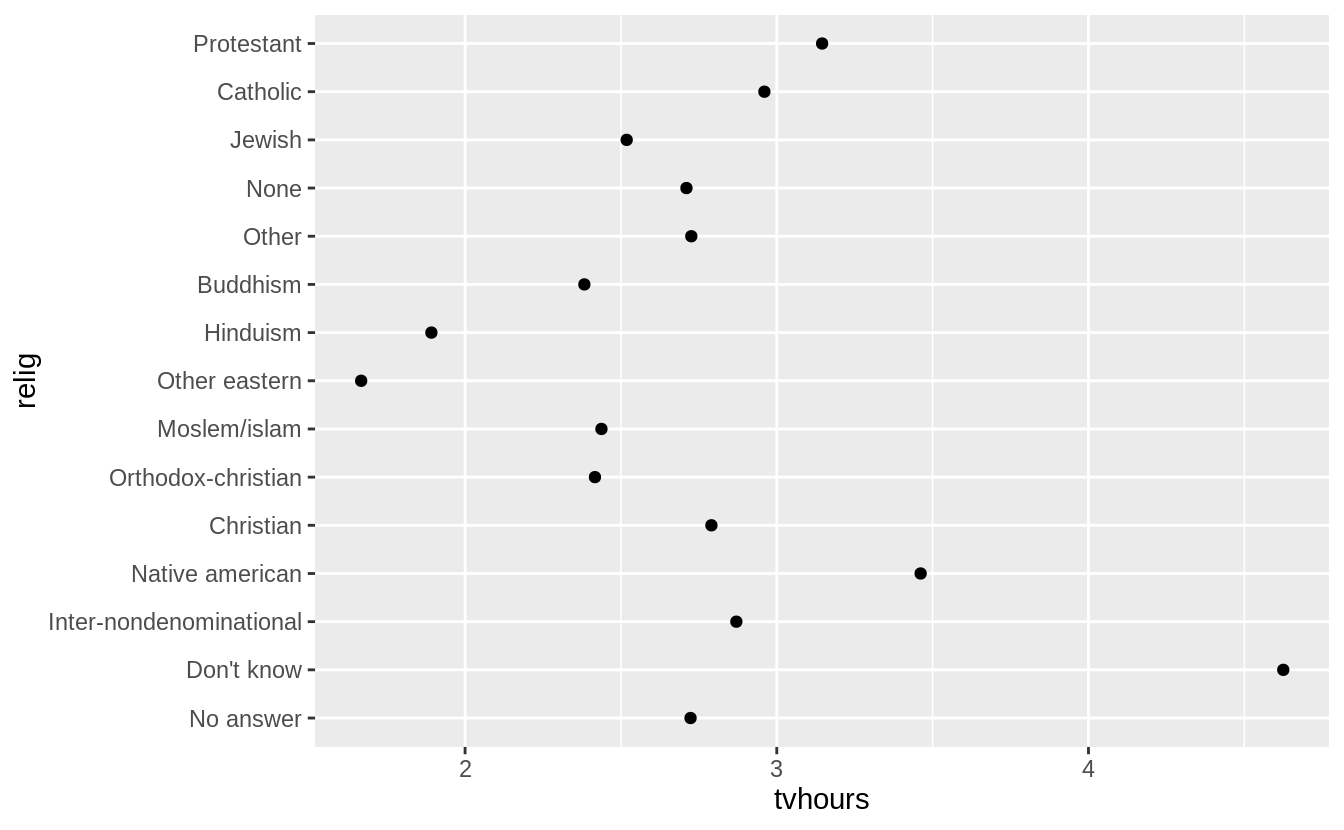 Protestant
Catholic
Jewish
None
Other
Buddhism
Hinduism
Other eastern
Moslem/islam
Orthodox-christian
Christian
Native american
Inter-nondenominational
Don't know
No answer
relig
2 3 4
tvhours